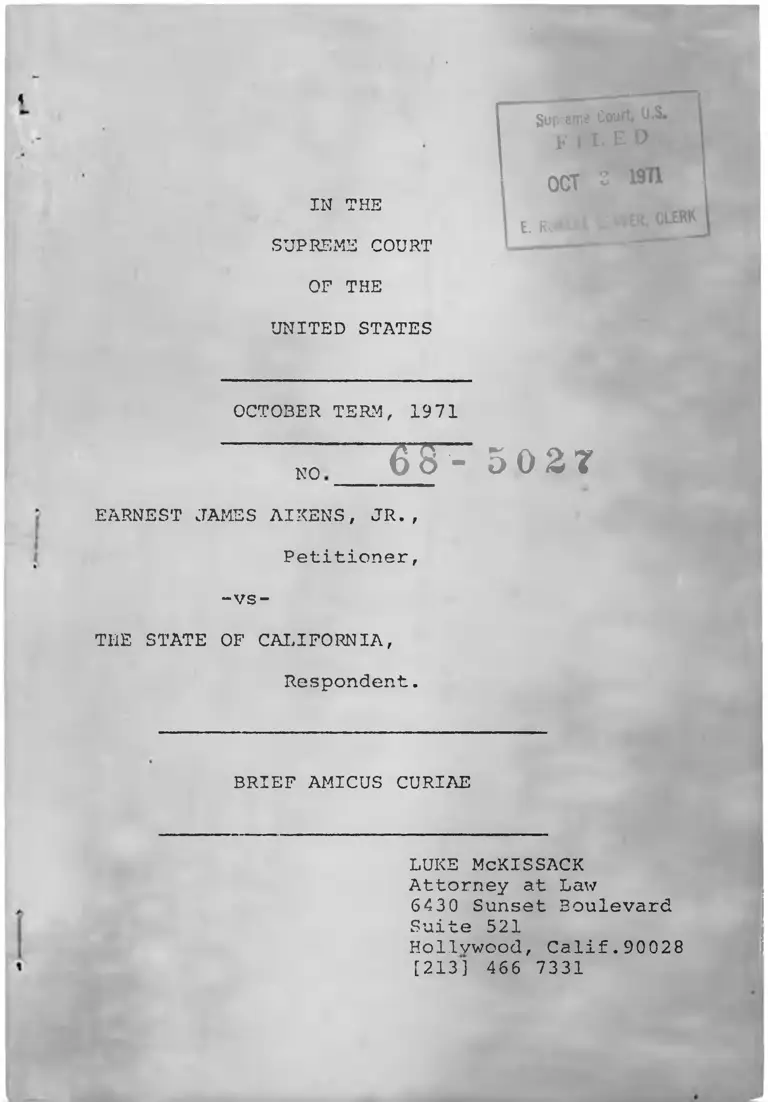 Supreme Court, U.S.
FILED
OCT 1971
E. CLERK
IN THE
SUPREME COURT
OF THE
UNITED STATES
OCTOBER TERM, 1971
NO. 68-5027
EARNEST JAMES AIKENS, JR.,
Petitioner,
-vs-
THE STATE OF CALIFORNIA,
Respondent.
BRIEF AMICUS CURIAE
LUKE McKISSACK
Attorney at Law
6430 Sunset Boulevard
Suite 521
Hollywood, Calif.90028
[213] 466 7331